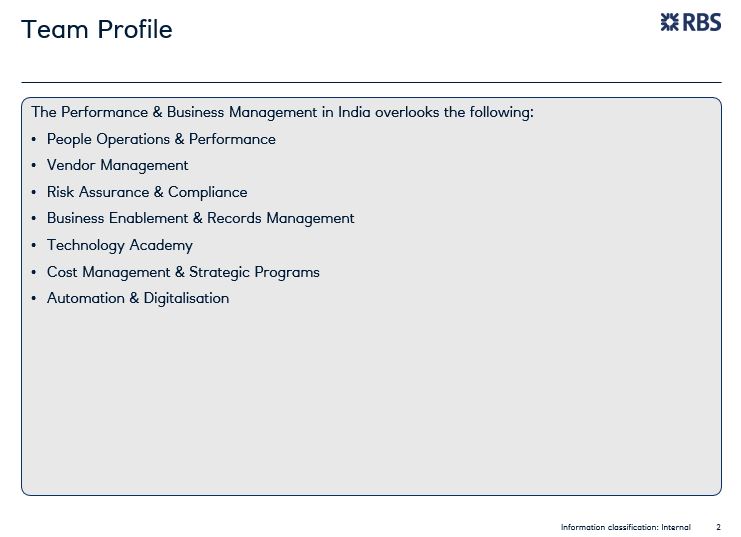 Team Profile
RBS
The Performance & Business Management in India overlooks the following:
• People Operations & Performance
• Vendor Management
• Risk Assurance & Compliance
• Business Enablement & Records Management
• Technology Academy
• Cost Management & Strategic Programs
• Automation & Digitalisation
Information classification: Internal 2